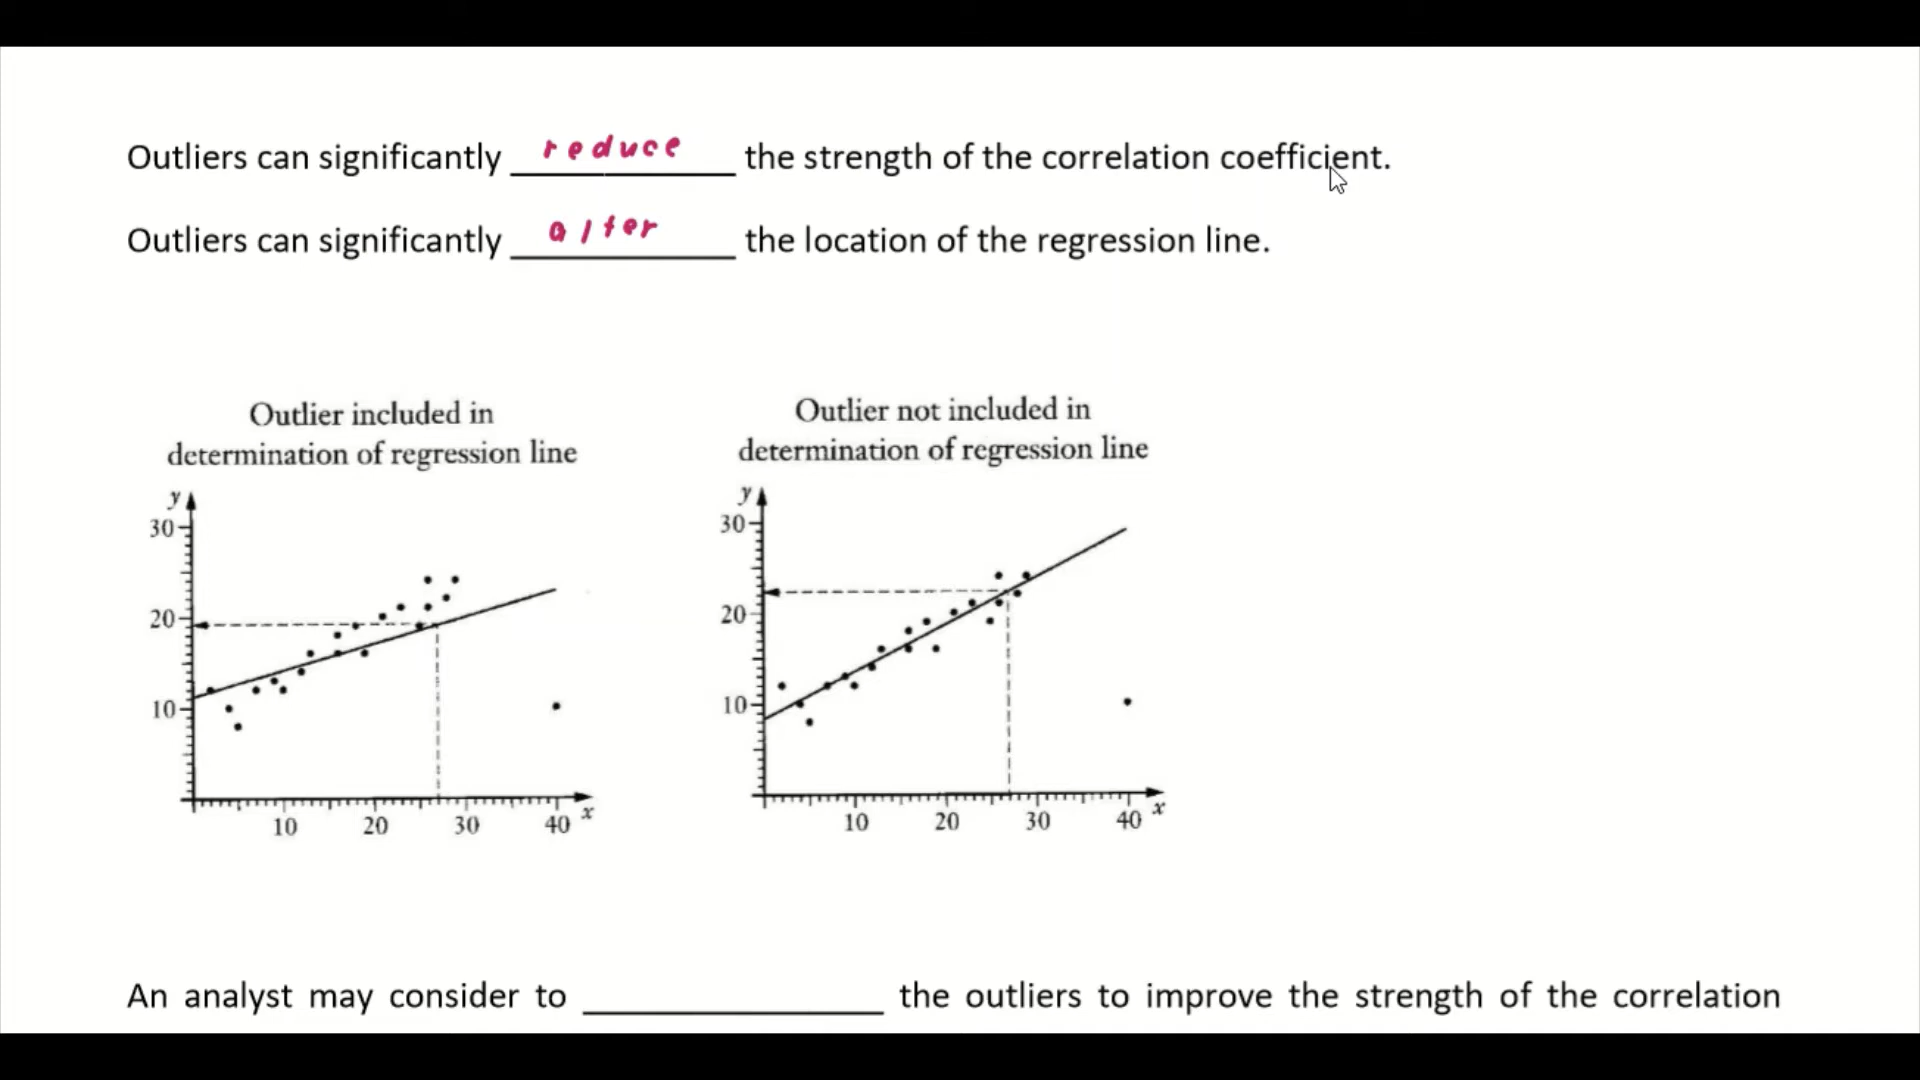 Outliers can significantly reduce the strength of the correlation coefficient.
Outliers can significantly alter the location of the regression line.
Outlier included in
determination of regression line
y
30
20
10
10 20 30 40 x
Outlier not included in
determination of regression line
y
30
20
10
10 20 30 40 x
An analyst may consider to ______________ the outliers to improve the strength of the correlation